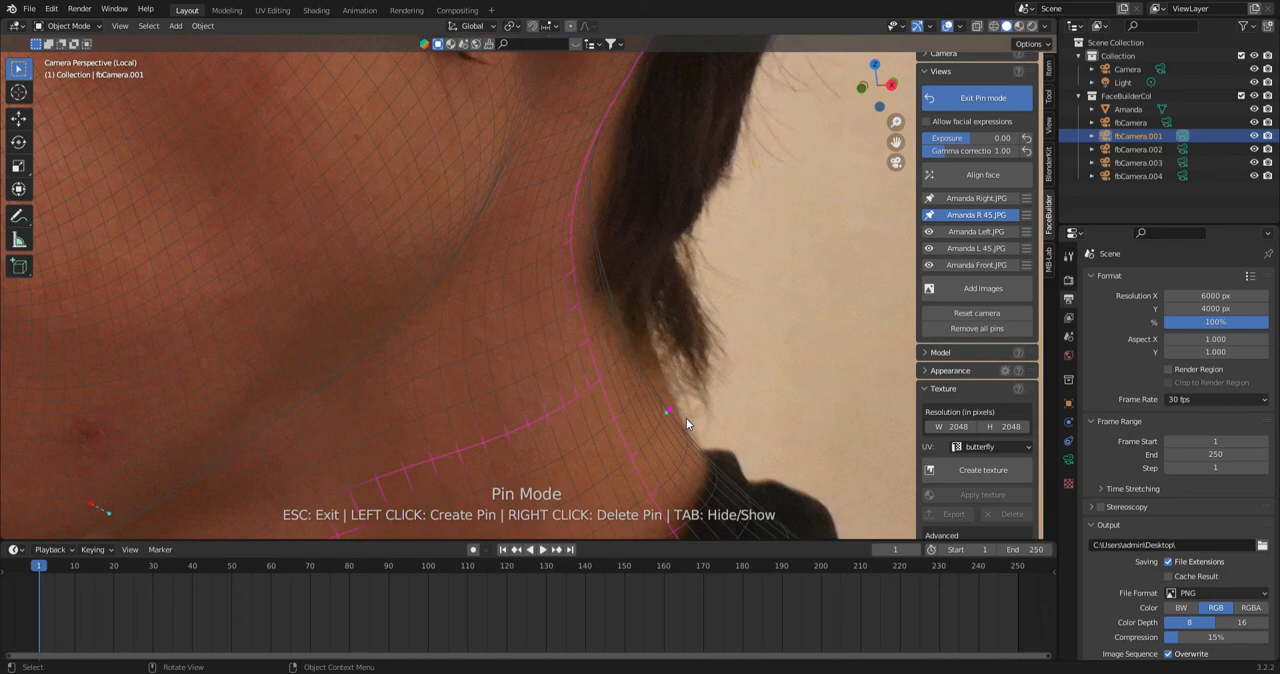 File Edit Render Window Help Layout Modeling UV Editing Shading Animation Rendering Compositing Scene ViewLayer
Object Mode View Select Add Object Global
Options
Camera Perspective (Local)
(1) Collection | fbCamera.001
Camera
Views
Exit Pin mode
Allow facial expressions
Exposure 0.00
Gamma correctio 1.00
Align face
Amanda Right.JPG
Amanda R 45.JPG
Amanda Left.JPG
Amanda L 45.JPG
Amanda Front.JPG
Add Images
Reset camera
Remove all pins
Model
Appearance
Texture
Resolution (in pixels)
W 2048 H 2048
UV: butterfly
Create texture
Apply texture
Export Delete
Advanced
Item
Tool
View
BlenderKit
FaceBuilder
MB-Lab
Pin Mode
ESC: Exit | LEFT CLICK: Create Pin | RIGHT CLICK: Delete Pin | TAB: Hide/Show
Scene Collection
Collection
Camera
Light
FaceBuilderCol
Amanda
fbCamera
fbCamera.001
fbCamera.002
fbCamera.003
fbCamera.004
Scene
Format
Resolution X 6000 px
Y 4000 px
% 100%
Aspect X 1.000
Y 1.000
Render Region
Crop to Render Region
Frame Rate 30 fps
Frame Range
Frame Start 1
End 250
Step 1
Time Stretching
Stereoscopy
Output
C:\Users\admin\Desktop\
Saving File Extensions
Cache Result
File Format PNG
Color BW RGB RGBA
Color Depth 8 16
Compression 15%
Image Sequence Overwrite
Playback Keying View Marker 1 Start 1 End 250
1 10 20 30 40 50 60 70 80 90 100 110 120 130 140 150 160 170 180 190 200 210 220 230 240 250
Select Rotate View Object Context Menu 3.2.2